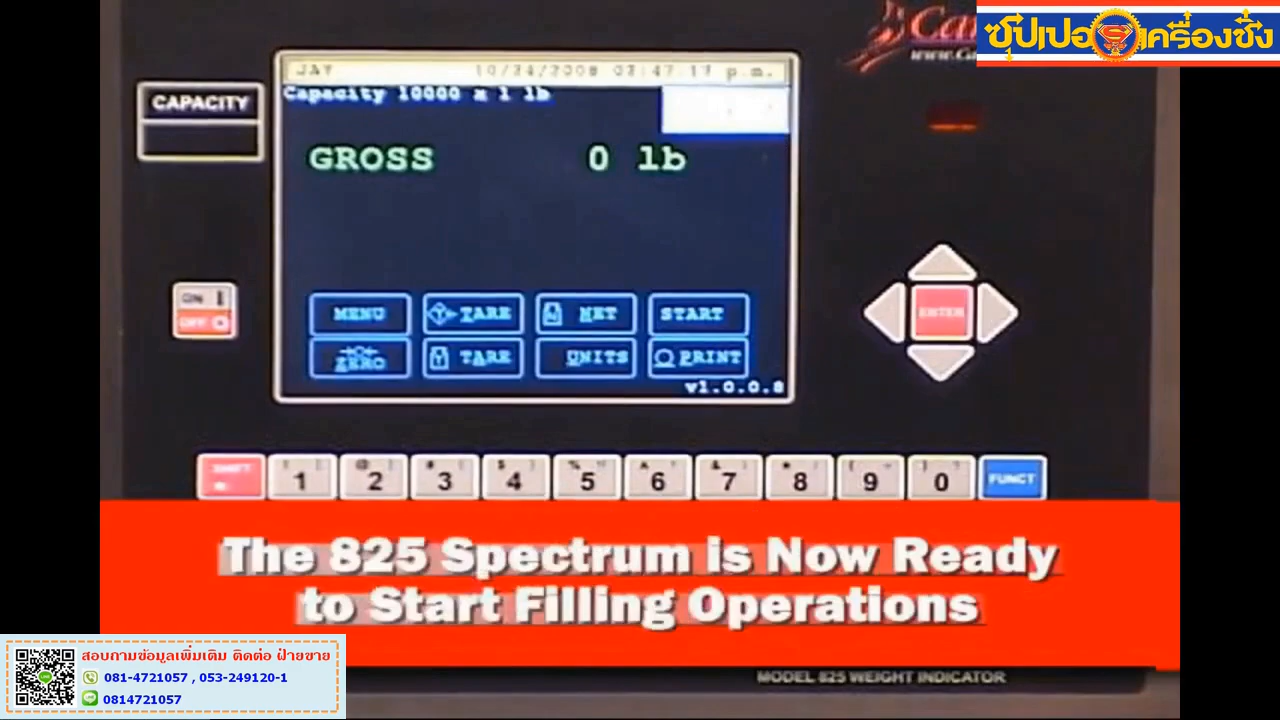 ซุปเปอร์เครื่องชั่ง
CAPACITY
JAY 10/24/2008 03:47:17 p.m.
Capacity 10000 x 1 lb
GROSS 0 lb
ON
OFF
MENU TARE NET START
ZERO TARE UNITS PRINT
v1.0.0.8
ENTER
SHIFT 1 2 3 4 5 6 7 8 9 0 FUNCT
The 825 Spectrum is Now Ready
to Start Filling Operations
MODEL 825 WEIGHT INDICATOR
สอบถามข้อมูลเพิ่มเติม ติดต่อ ฝ่ายขาย
081-4721057 , 053-249120-1
0814721057